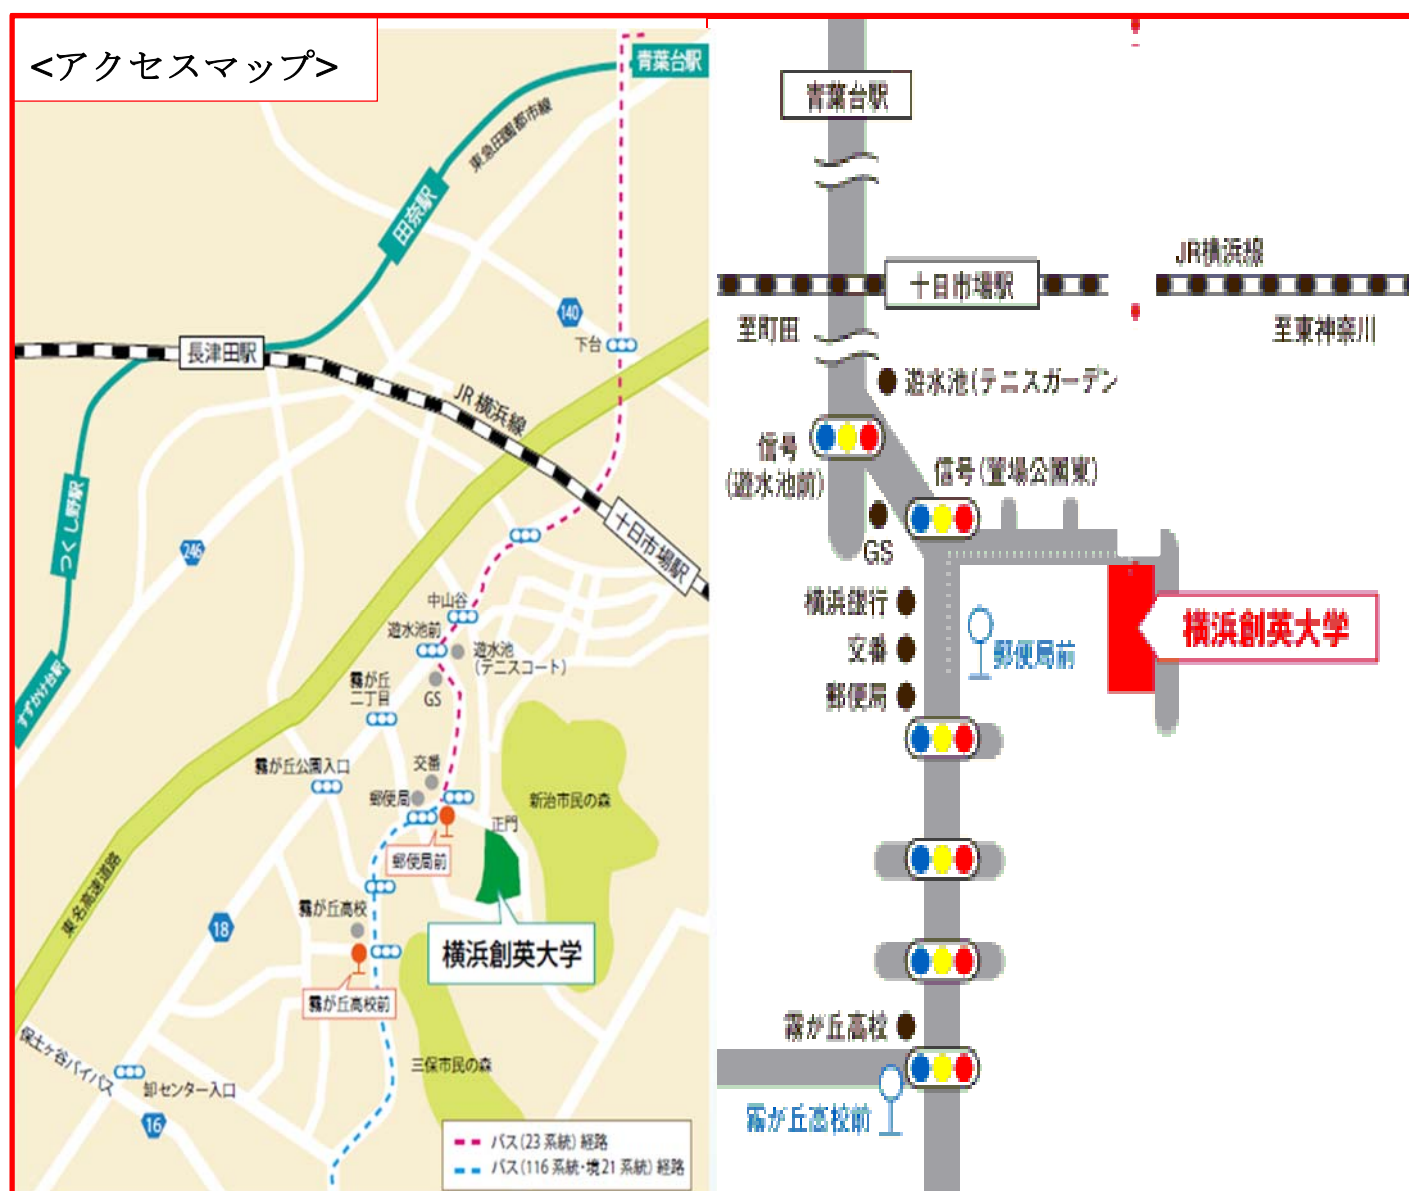 <アクセスマップ>
青葉台駅
東急田園都市線
田奈駅
140
下台
長津田駅
JR横浜線
つくし野駅
246
十日市場駅
すずかけ台駅
中山谷
遊水池前
遊水池
(テニスコート)
霧が丘
二丁目
GS
霧が丘公園入口
交番
郵便局
新治市民の森
正門
郵便局前
東名高速道路
18
霧が丘高校
横浜創英大学
霧が丘高校前
保土ヶ谷バイパス
卸センター入口
三保市民の森
16
バス(23系統)経路
バス(116系統・境21系統)経路
青葉台駅
JR横浜線
十日市場駅
至町田
至東神奈川
遊水池(テニスガーデン
信号
(遊水池前)
信号(萱場公園東)
GS
横浜銀行
交番
郵便局
郵便局前
横浜創英大学
霧が丘高校
霧が丘高校前